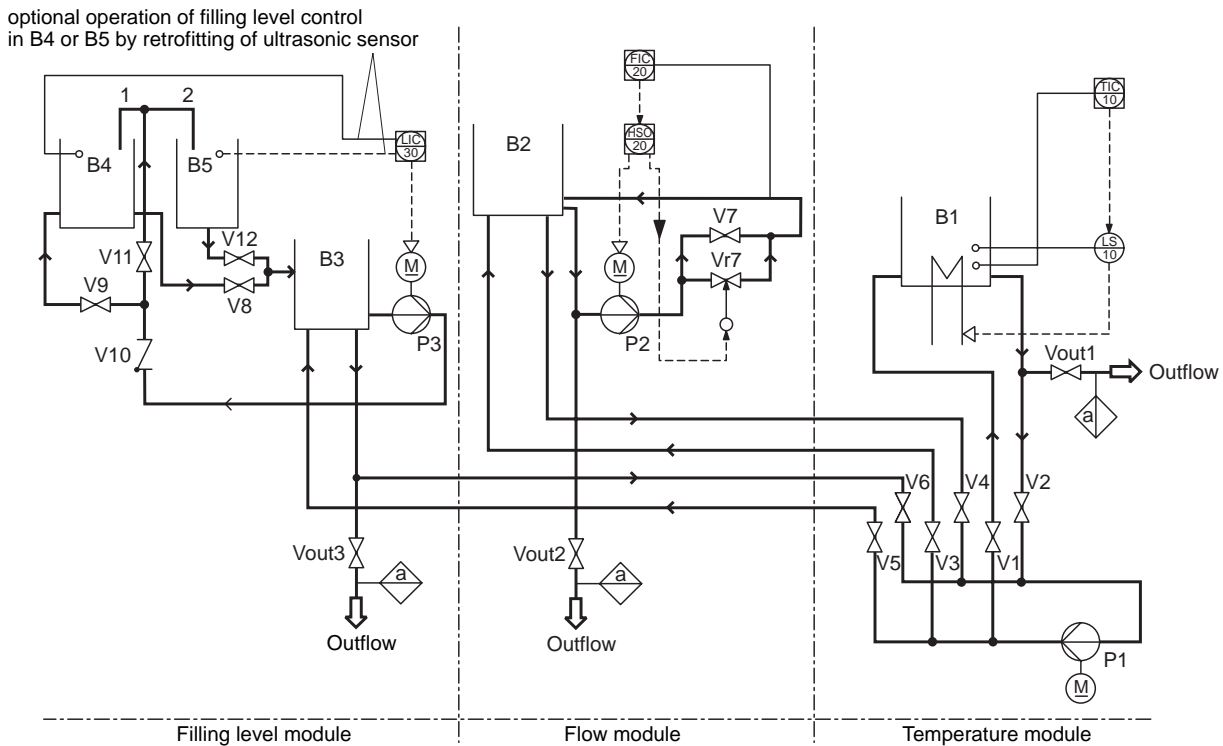 optional operation of filling level control
in B4 or B5 by retrofitting of ultrasonic sensor
1
2
B4
B5
LIC
30
V11
V12
V9
V8
V10
B3
M
P3
Vout3
a
Outflow
Filling level module
FIC
20
HSO
20
B2
V7
Vr7
M
P2
Vout2
a
Outflow
Flow module
TIC
10
B1
LS
10
Vout1
Outflow
a
V6
V4
V2
V5
V3
V1
P1
M
Temperature module